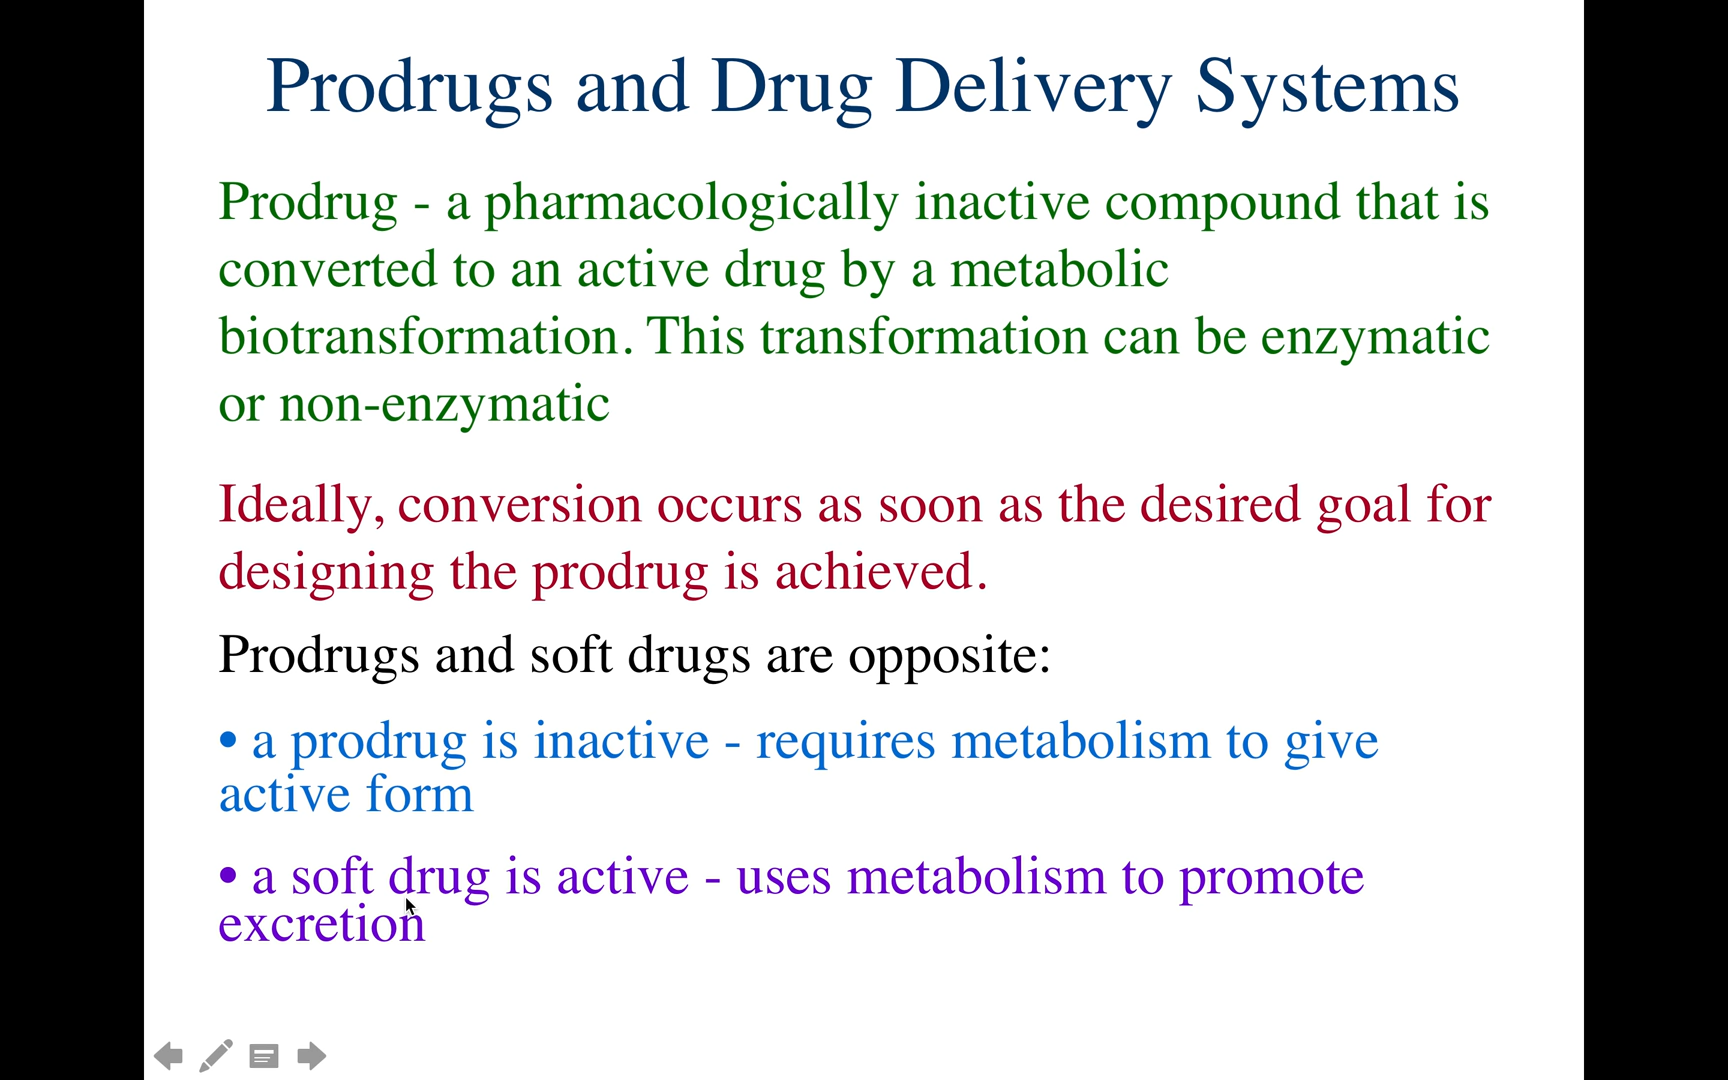 Prodrugs and Drug Delivery Systems
Prodrug - a pharmacologically inactive compound that is
converted to an active drug by a metabolic
biotransformation. This transformation can be enzymatic
or non-enzymatic
Ideally, conversion occurs as soon as the desired goal for
designing the prodrug is achieved.
Prodrugs and soft drugs are opposite:
• a prodrug is inactive - requires metabolism to give
active form
• a soft drug is active - uses metabolism to promote
excretion